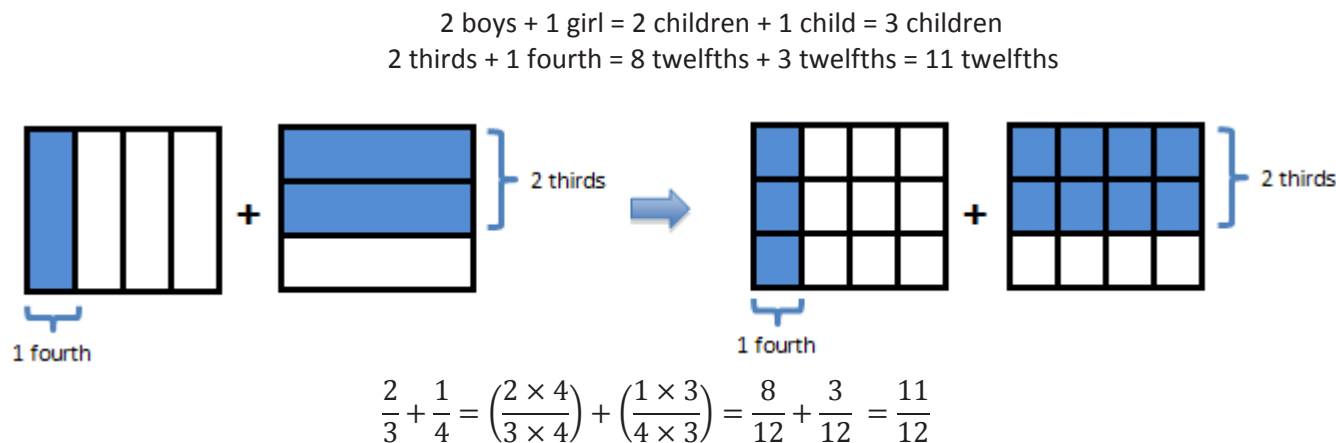 2 boys + 1 girl = 2 children + 1 child = 3 children
2 thirds + 1 fourth = 8 twelfths + 3 twelfths = 11 twelfths
+
2 thirds
+
2 thirds
1 fourth
1 fourth
2/3 + 1/4 = ((2 × 4)/(3 × 4)) + ((1 × 3)/(4 × 3)) = 8/12 + 3/12 = 11/12